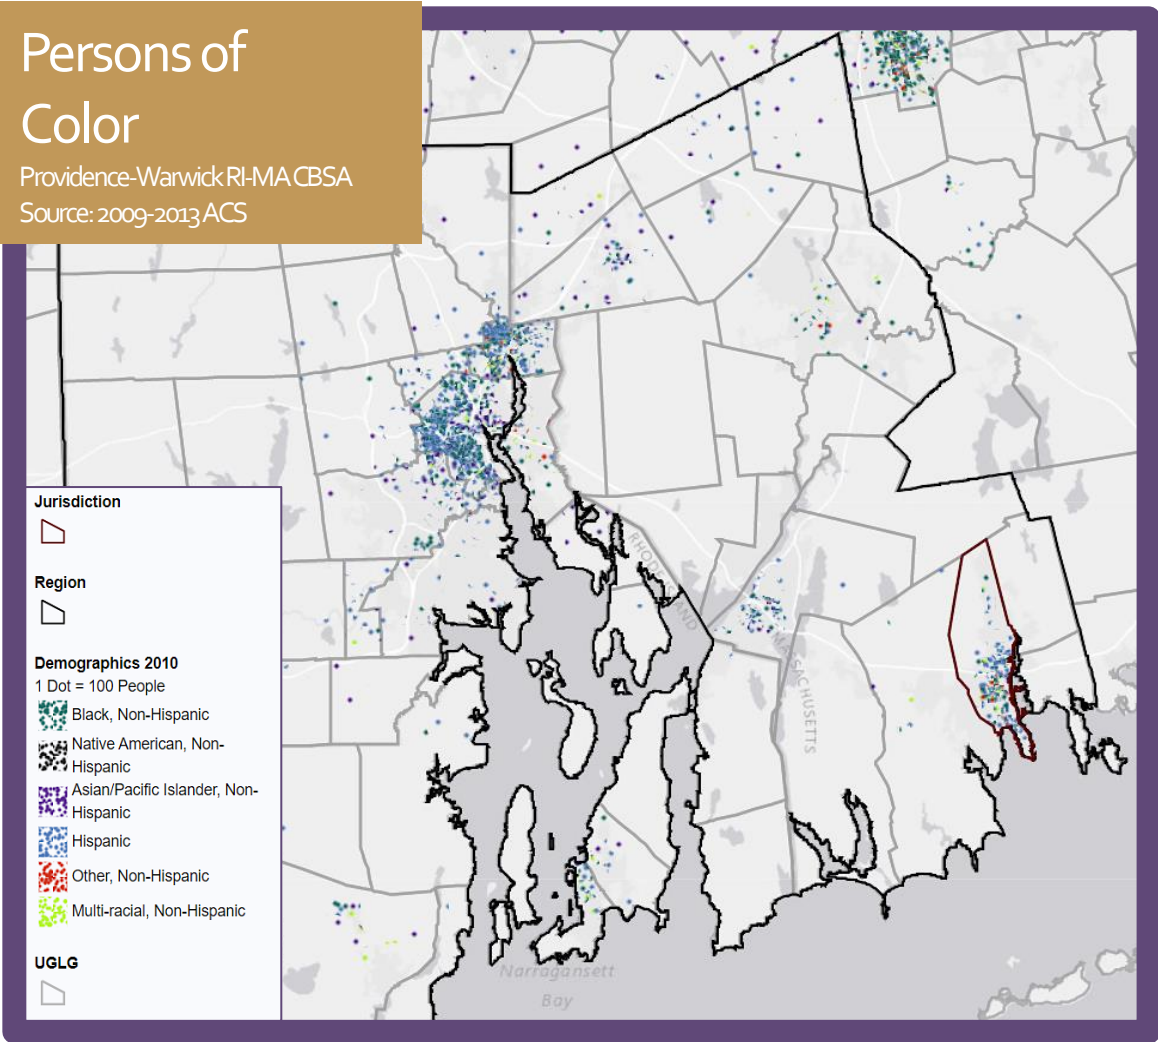 Persons of
Color
Providence-Warwick RI-MA CBSA
Source: 2009-2013 ACS
Jurisdiction
Region
Demographics 2010
1 Dot = 100 People
Black, Non-Hispanic
Native American, Non-
Hispanic
Asian/Pacific Islander, Non-
Hispanic
Hispanic
Other, Non-Hispanic
Multi-racial, Non-Hispanic
UGLG
MASSACHUSETTS
Narragansett
Bay